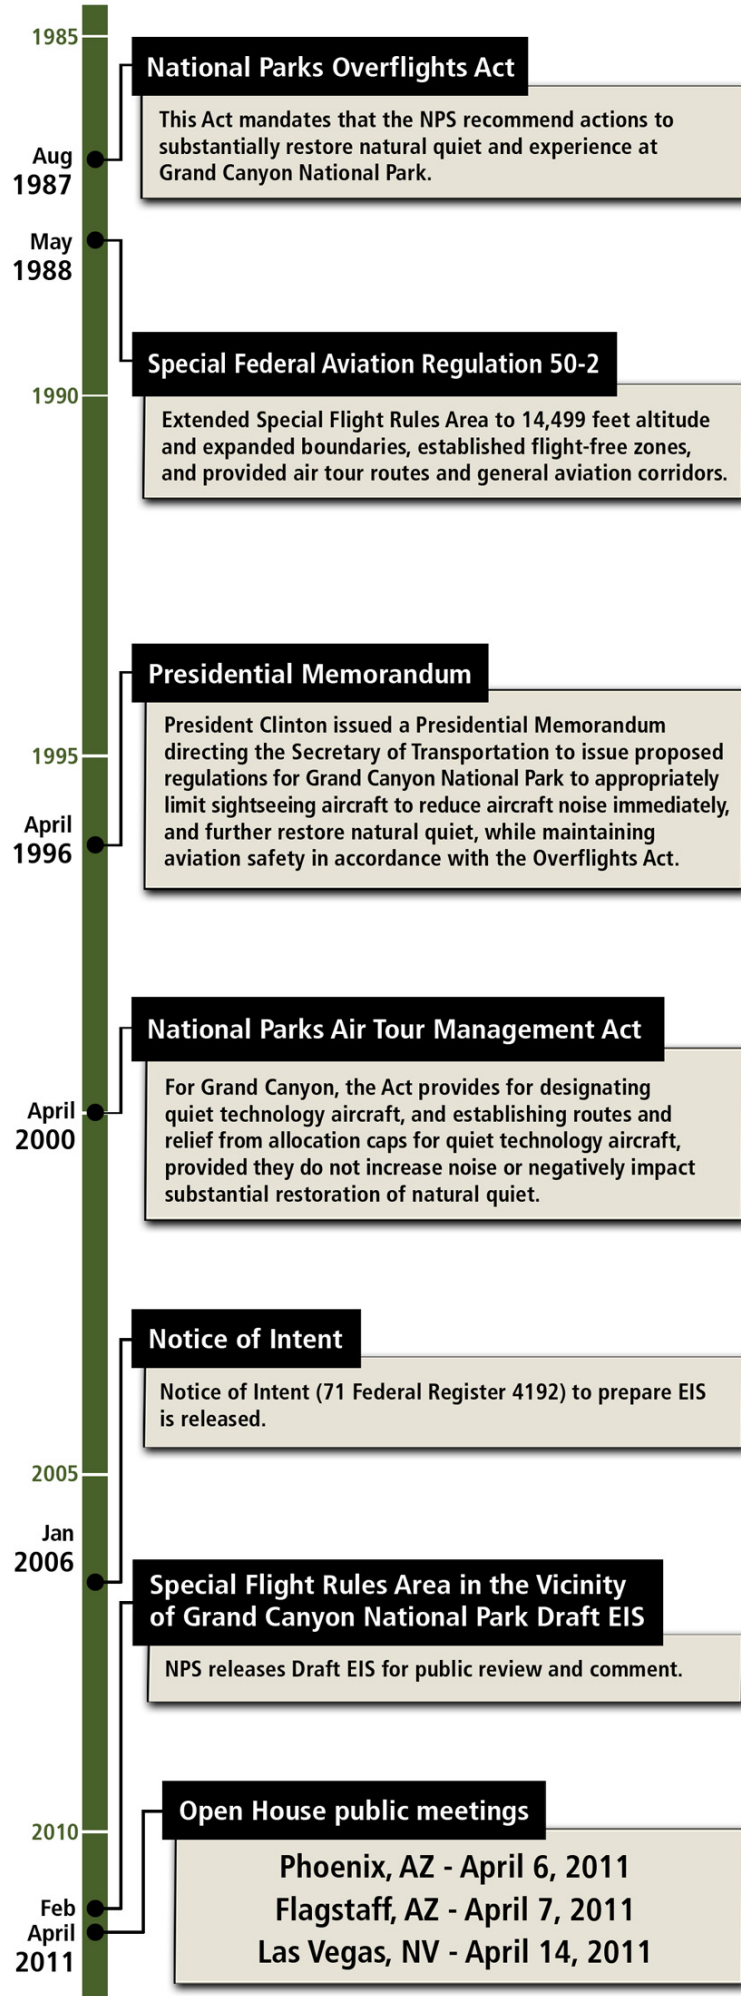 1985
National Parks Overflights Act
This Act mandates that the NPS recommend actions to
substantially restore natural quiet and experience at
Grand Canyon National Park.
Aug
1987
May
1988
Special Federal Aviation Regulation 50-2
1990
Extended Special Flight Rules Area to 14,499 feet altitude
and expanded boundaries, established flight-free zones,
and provided air tour routes and general aviation corridors.
Presidential Memorandum
President Clinton issued a Presidential Memorandum
directing the Secretary of Transportation to issue proposed
regulations for Grand Canyon National Park to appropriately
limit sightseeing aircraft to reduce aircraft noise immediately,
and further restore natural quiet, while maintaining
aviation safety in accordance with the Overflights Act.
1995
April
1996
National Parks Air Tour Management Act
For Grand Canyon, the Act provides for designating
quiet technology aircraft, and establishing routes and
relief from allocation caps for quiet technology aircraft,
provided they do not increase noise or negatively impact
substantial restoration of natural quiet.
April
2000
Notice of Intent
Notice of Intent (71 Federal Register 4192) to prepare EIS
is released.
2005
Jan
2006
Special Flight Rules Area in the Vicinity
of Grand Canyon National Park Draft EIS
NPS releases Draft EIS for public review and comment.
Open House public meetings
2010
Phoenix, AZ - April 6, 2011
Flagstaff, AZ - April 7, 2011
Las Vegas, NV - April 14, 2011
Feb
April
2011